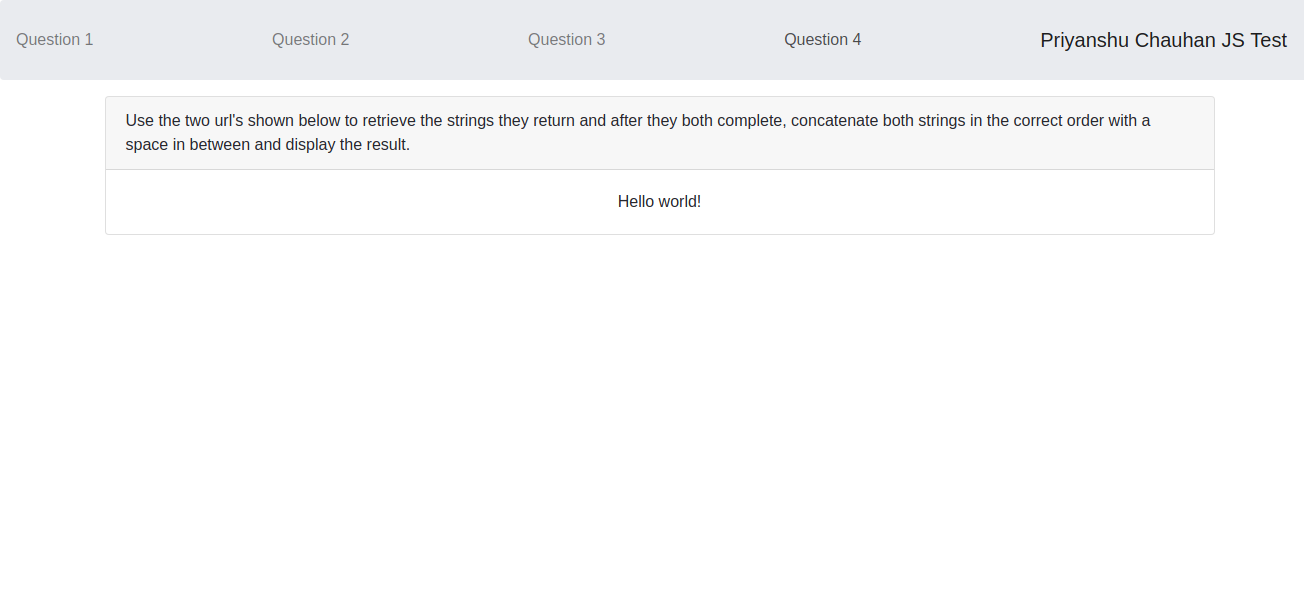 Question 1
Question 2
Question 3
Question 4
Priyanshu Chauhan JS Test
Use the two url's shown below to retrieve the strings they return and after they both complete, concatenate both strings in the correct order with a
space in between and display the result.
Hello world!